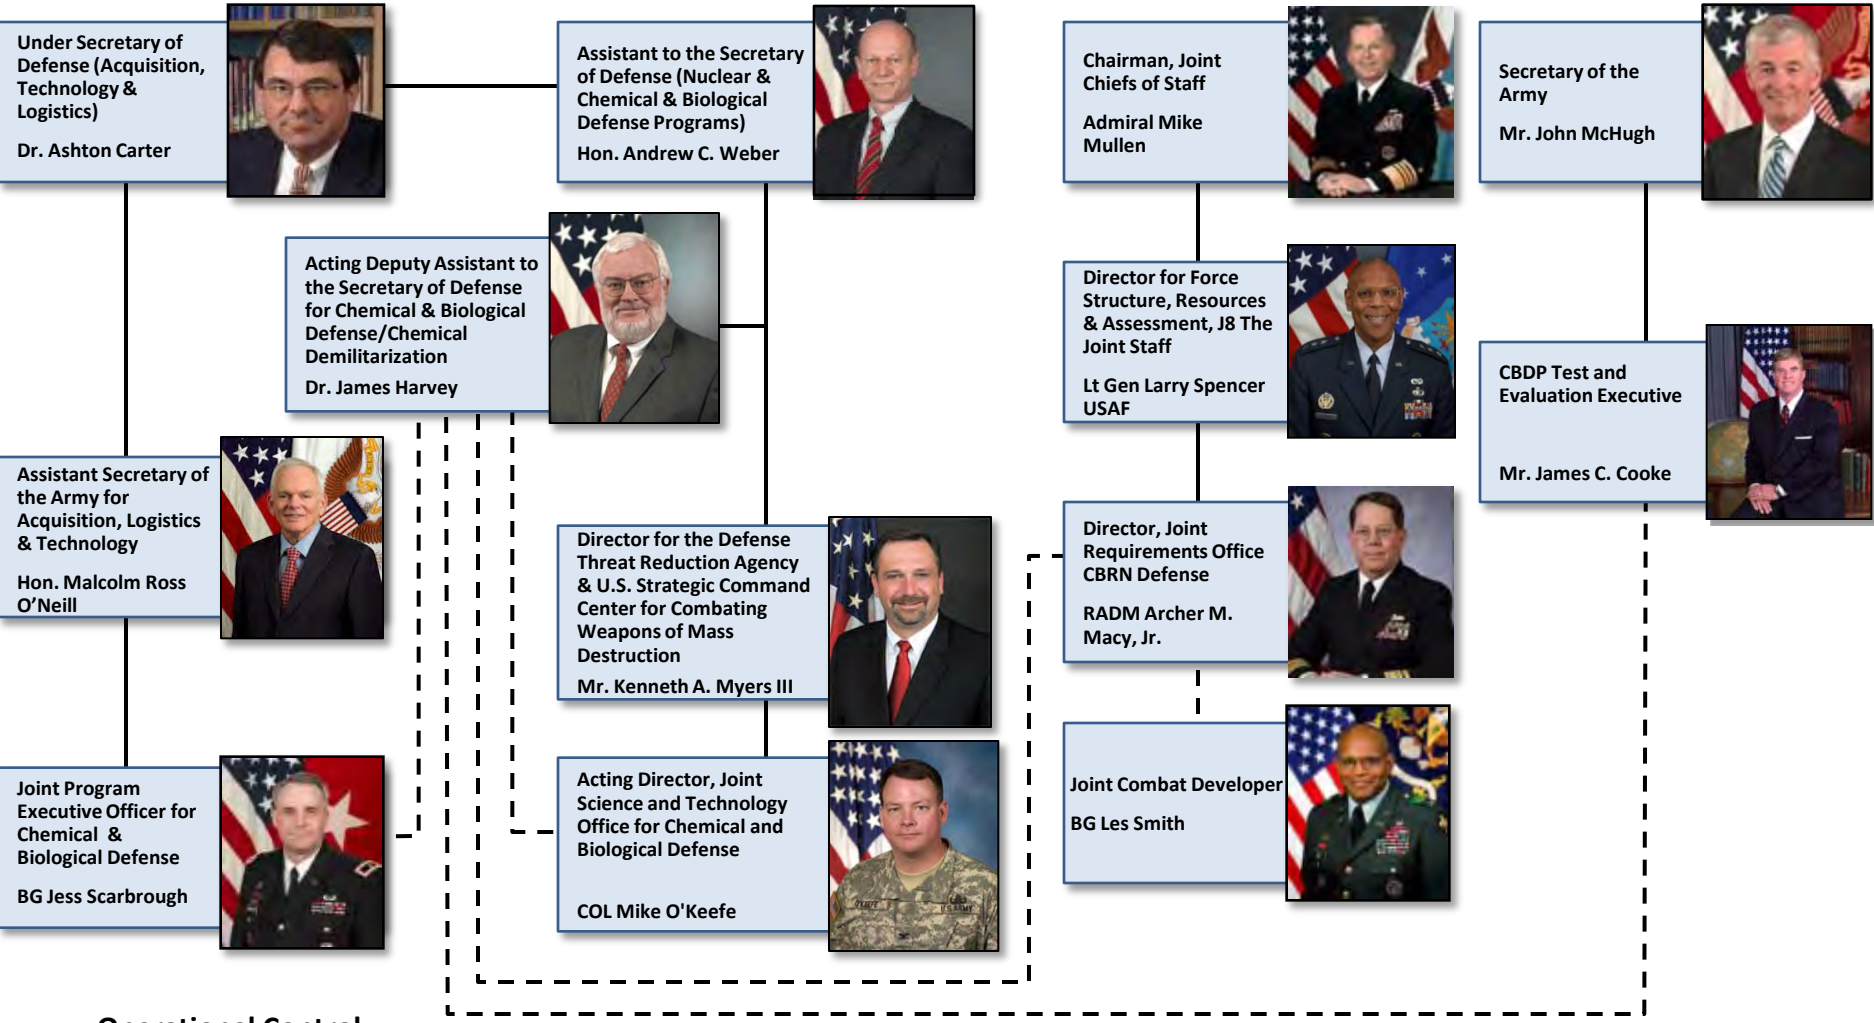 Under Secretary of
Defense (Acquisition,
Technology &
Logistics)
Dr. Ashton Carter
Assistant to the Secretary
of Defense (Nuclear &
Chemical & Biological
Defense Programs)
Hon. Andrew C. Weber
Chairman, Joint
Chiefs of Staff
Admiral Mike
Mullen
Secretary of the
Army
Mr. John McHugh
Acting Deputy Assistant to
the Secretary of Defense
for Chemical & Biological
Defense/Chemical
Demilitarization
Dr. James Harvey
Director for Force
Structure, Resources
& Assessment, J8 The
Joint Staff
Lt Gen Larry Spencer
USAF
CBDP Test and
Evaluation Executive
Mr. James C. Cooke
Assistant Secretary of
the Army for
Acquisition, Logistics
& Technology
Hon. Malcolm Ross
O’Neill
Director for the Defense
Threat Reduction Agency
& U.S. Strategic Command
Center for Combating
Weapons of Mass
Destruction
Mr. Kenneth A. Myers III
Director, Joint
Requirements Office
CBRN Defense
RADM Archer M.
Macy, Jr.
Joint Program
Executive Officer for
Chemical &
Biological Defense
BG Jess Scarbrough
Acting Director, Joint
Science and Technology
Office for Chemical and
Biological Defense
COL Mike O'Keefe
O'KEEFE
U.S. ARMY
Joint Combat Developer
BG Les Smith
Operational Control